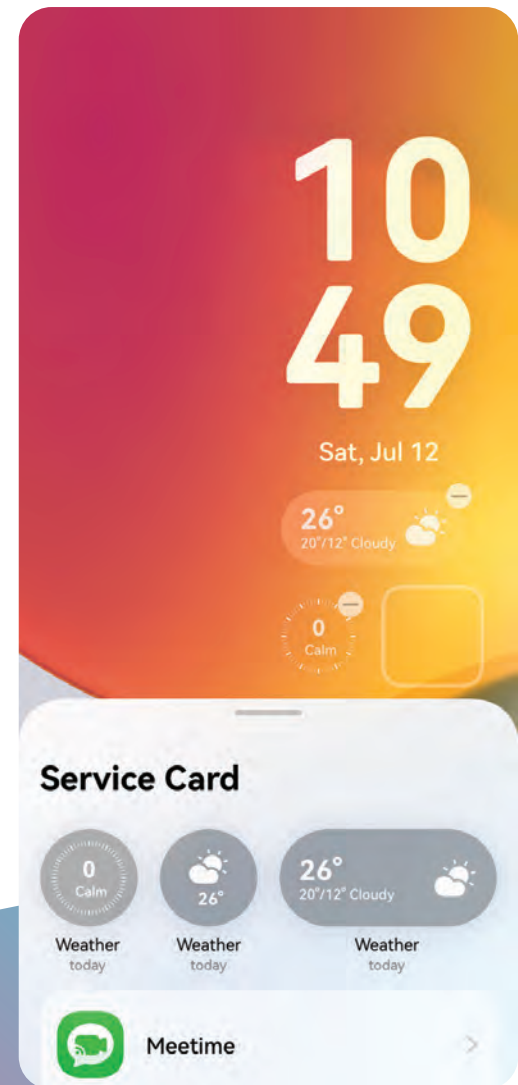 10
49
Sat, Jul 12
26°
20°/12° Cloudy
0
Calm
Service Card
0
Calm
26°
26°
20°/12° Cloudy
Weather
today
Weather
today
Weather
today
Meetime